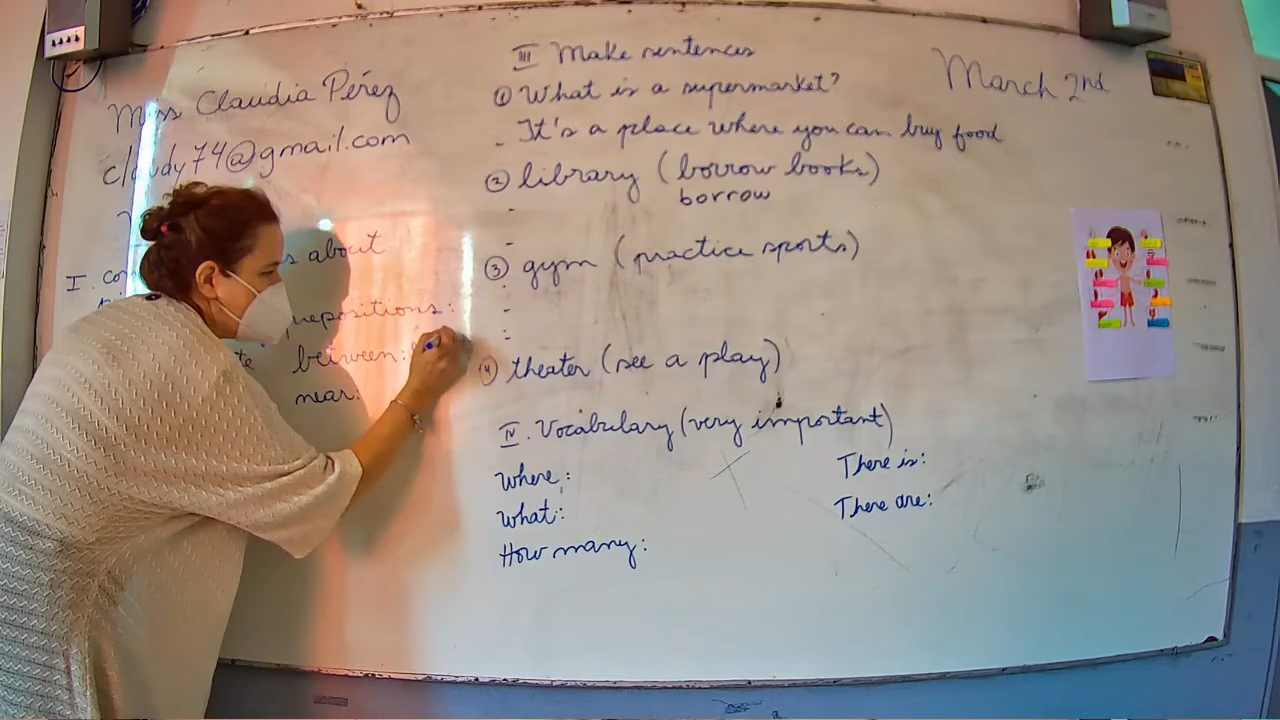 Miss Claudia Pérez
claudy74@gmail.com
about
I.
prepositions:
between:
near:
III Make sentences
① What is a supermarket?
- It's a place where you can buy food
② library (borrow books)
borrow
-
-
③ gym (practice sports)
-
-
-
④ theater (see a play)
IV. Vocabulary (very important)
Where:
What:
How many:
There is:
There are:
March 2nd